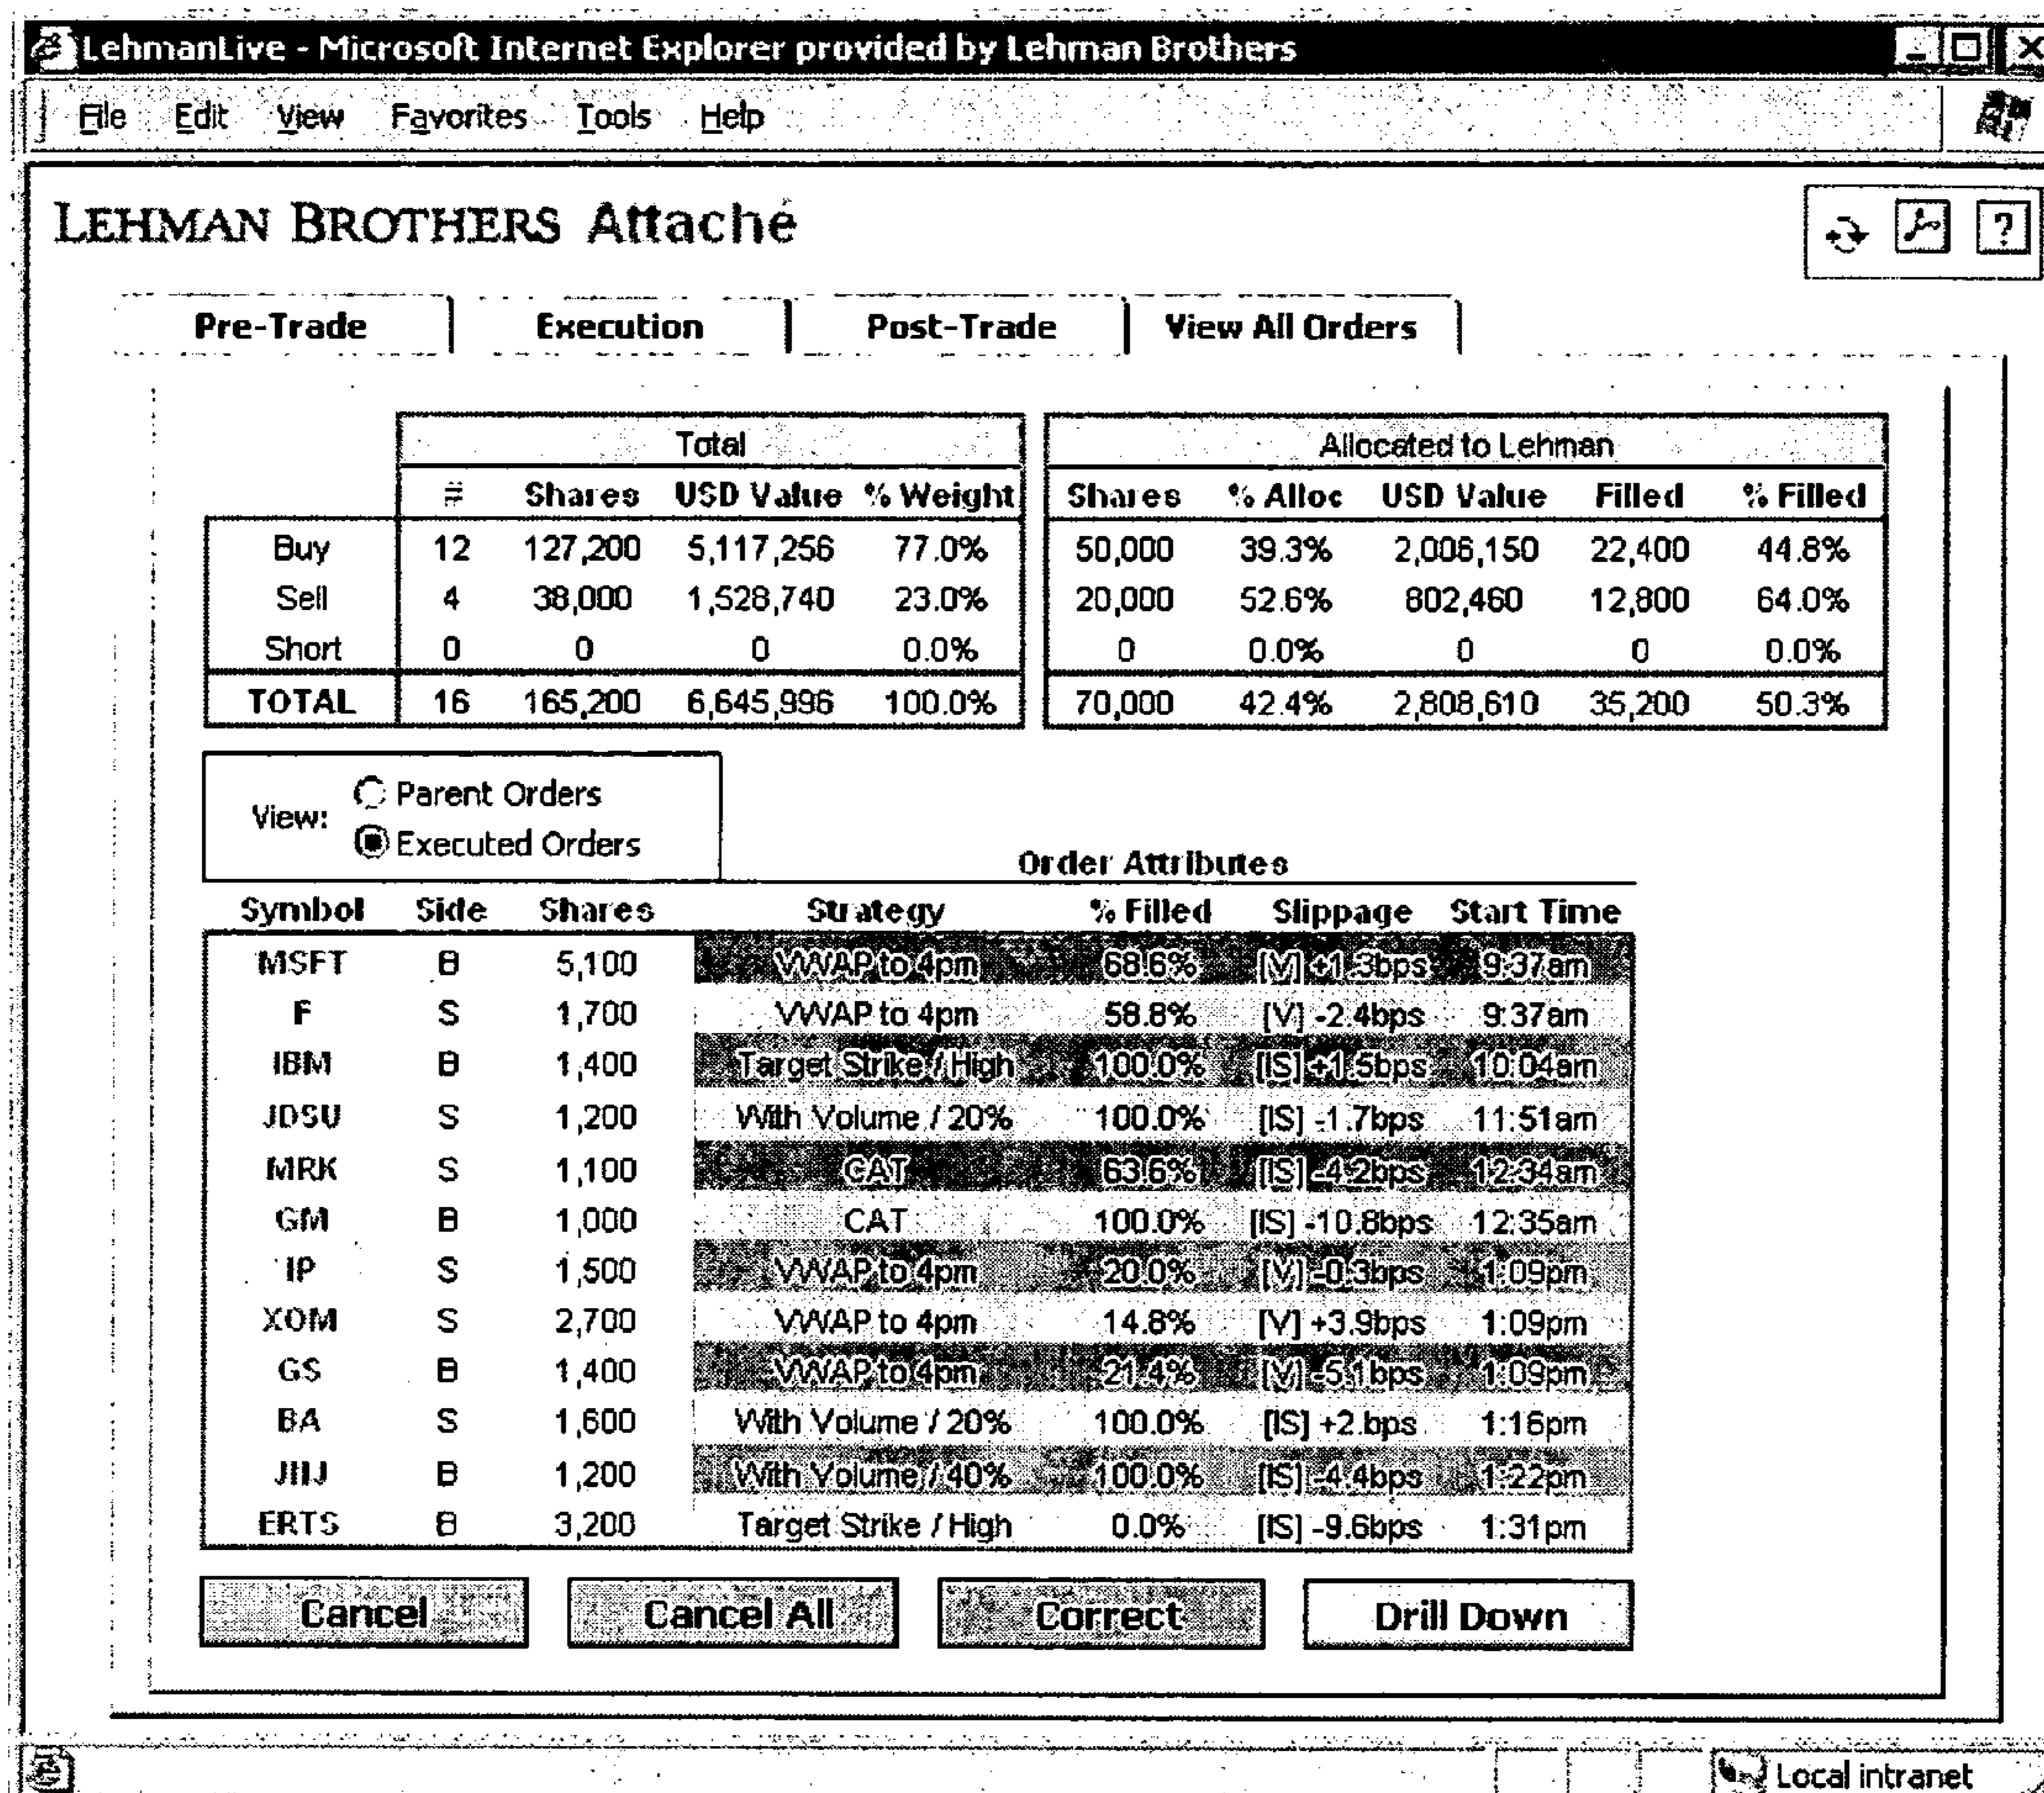 LehmanLive - Microsoft Internet Explorer provided by Lehman Brothers
File Edit View Favorites Tools Help
LEHMAN BROTHERS Attaché
Pre-Trade Execution Post-Trade View All Orders
Total Allocated to Lehman
# Shares USD Value % Weight Shares % Alloc USD Value Filled % Filled
Buy 12 127,200 5,117,256 77.0% 50,000 39.3% 2,006,150 22,400 44.8%
Sell 4 38,000 1,528,740 23.0% 20,000 52.6% 802,460 12,800 64.0%
Short 0 0 0 0.0% 0 0.0% 0 0 0.0%
TOTAL 16 165,200 6,645,996 100.0% 70,000 42.4% 2,808,610 35,200 50.3%
View: Parent Orders
Executed Orders
Order Attributes
Symbol Side Shares Strategy % Filled Slippage Start Time
MSFT B 5,100 VWAP to 4pm 68.6% [V] +1.3bps 9:37am
F S 1,700 VWAP to 4pm 58.8% [V] -2.4bps 9:37am
IBM B 1,400 Target Strike / High 100.0% [IS] +1.5bps 10:04am
JDSU S 1,200 With Volume / 20% 100.0% [IS] -1.7bps 11:51am
MRK S 1,100 CAT 63.6% [IS] -4.2bps 12:34am
GM B 1,000 CAT 100.0% [IS] -10.8bps 12:35am
IP S 1,500 VWAP to 4pm 20.0% [V] -0.3bps 1:09pm
XOM S 2,700 VWAP to 4pm 14.8% [V] +3.9bps 1:09pm
GS B 1,400 VWAP to 4pm 21.4% [V] -5.1bps 1:09pm
BA S 1,600 With Volume / 20% 100.0% [IS] +2.bps 1:16pm
B 1,200 With Volume / 40% 100.0% [IS] -4.4bps 1:22pm
ERTS B 3,200 Target Strike / High 0.0% [IS] -9.6bps 1:31pm
Cancel Cancel All Correct Drill Down
Local intranet